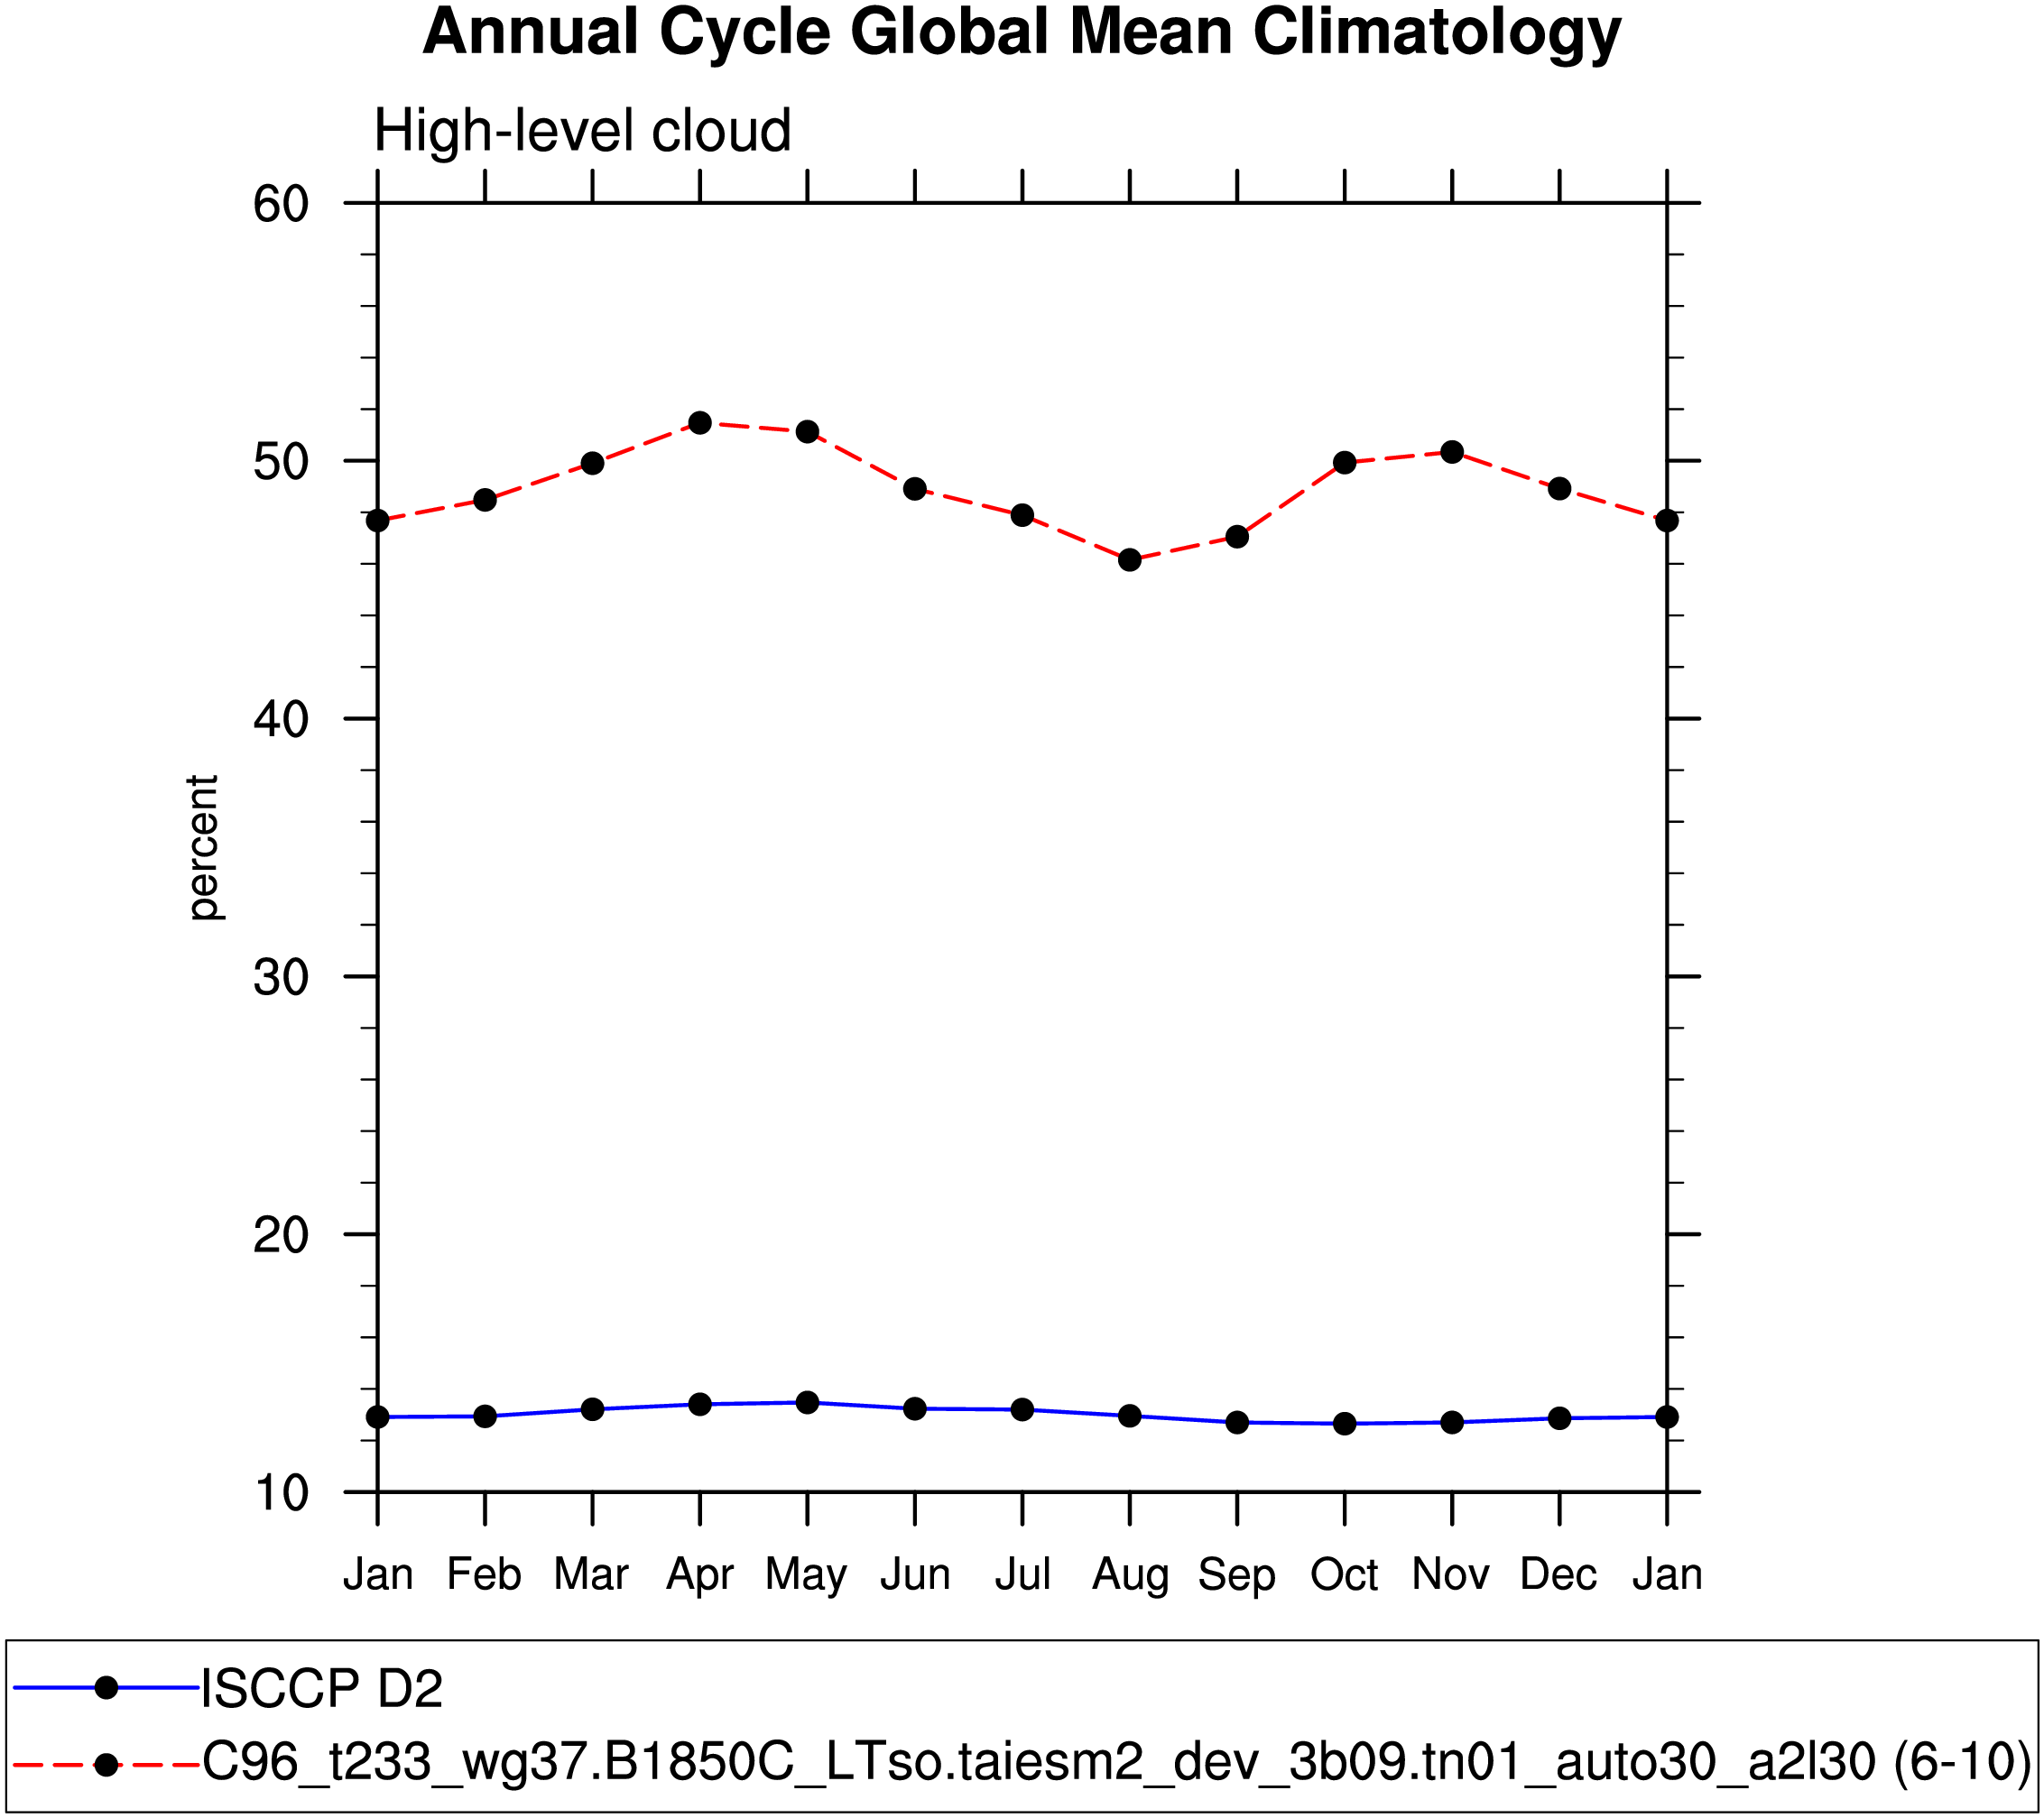 Annual Cycle Global Mean Climatology
High-level cloud
60
50
40
30
20
10
percent
Jan Feb Mar Apr May Jun Jul Aug Sep Oct Nov Dec Jan
ISCCP D2
C96_t233_wg37.B1850C_LTso.taiesm2_dev_3b09.tn01_auto30_a2l30 (6-10)